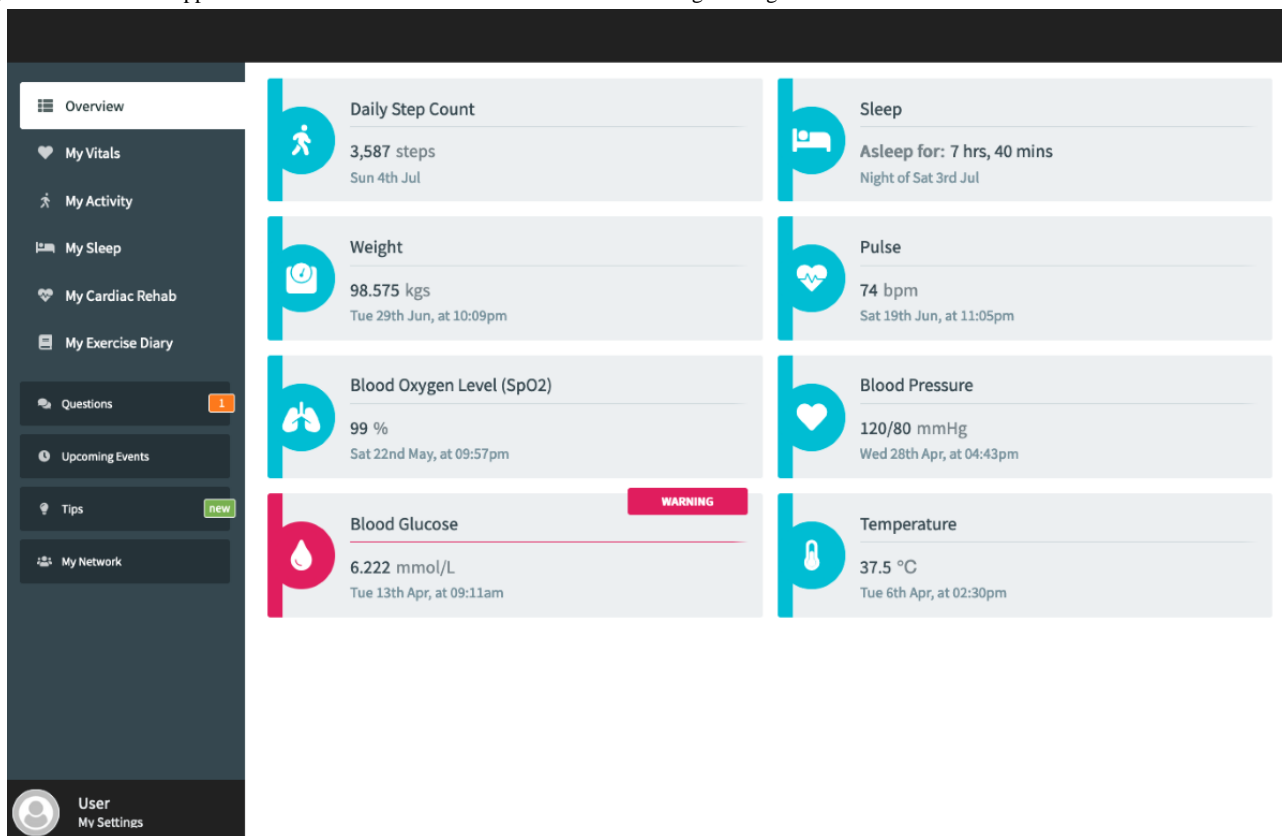 Overview
My Vitals
My Activity
My Sleep
My Cardiac Rehab
My Exercise Diary
Questions 1
Upcoming Events
Tips new
My Network
User
My Settings
Daily Step Count
3,587 steps
Sun 4th Jul
Sleep
Asleep for: 7 hrs, 40 mins
Night of Sat 3rd Jul
Weight
98.575 kgs
Tue 29th Jun, at 10:09pm
Pulse
74 bpm
Sat 19th Jun, at 11:05pm
Blood Oxygen Level (SpO2)
99 %
Sat 22nd May, at 09:57pm
Blood Pressure
120/80 mmHg
Wed 28th Apr, at 04:43pm
WARNING
Blood Glucose
6.222 mmol/L
Tue 13th Apr, at 09:11am
Temperature
37.5 °C
Tue 6th Apr, at 02:30pm